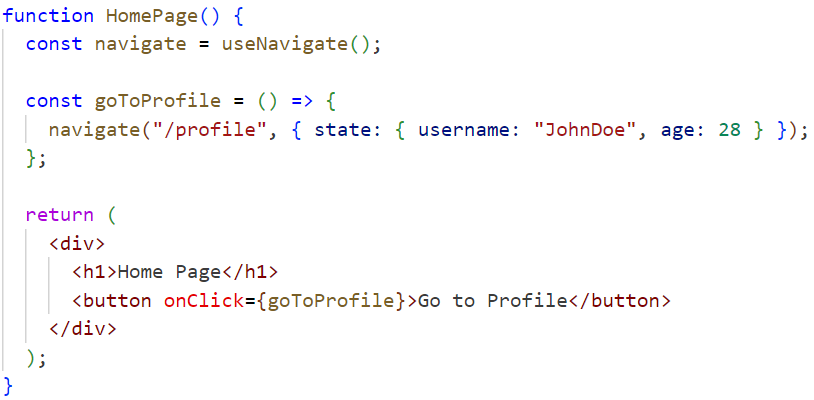 function HomePage() {
  const navigate = useNavigate();

  const goToProfile = () => {
    navigate("/profile", { state: { username: "JohnDoe", age: 28 } });
  };

  return (
    <div>
      <h1>Home Page</h1>
      <button onClick={goToProfile}>Go to Profile</button>
    </div>
  );
}